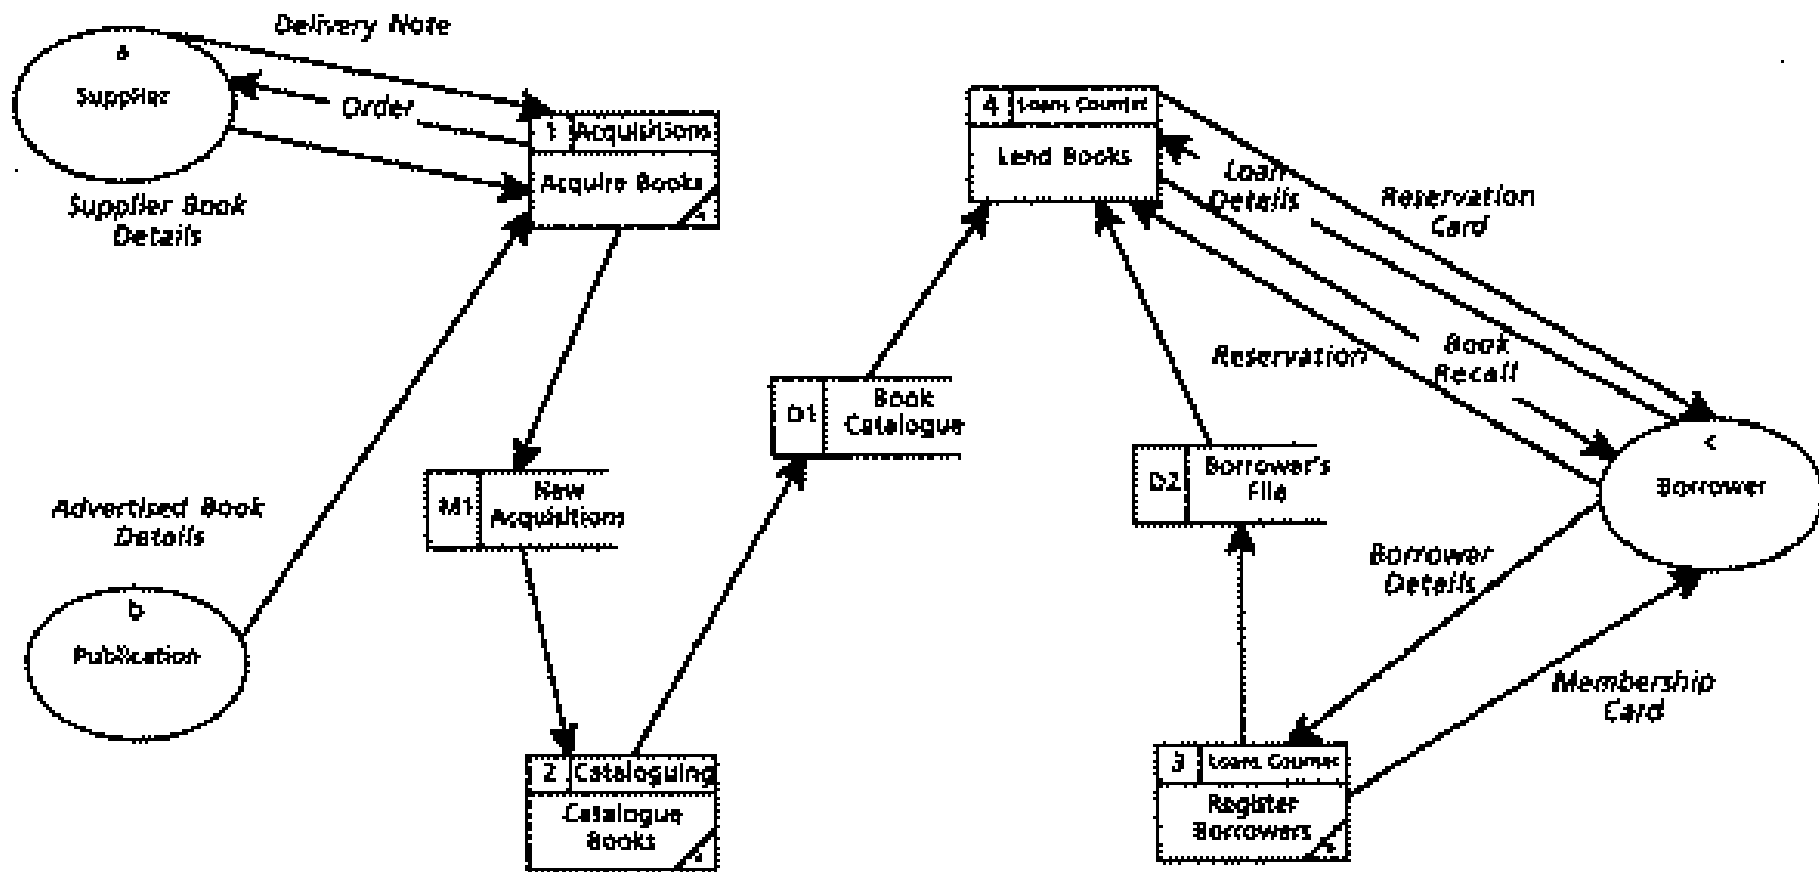 Delivery Note
a
Supplier
Order
1 Acquisitions
Acquire Books
*
Supplier Book
Details
4 Loans Counter
Lend Books
Loan
Details
Reservation
Card
Reservation
Book
Recall
D1 Book
Catalogue
c
Borrower
D2 Borrower's
File
M1 New
Acquisitions
Advertised Book
Details
Borrower
Details
b
Publication
Membership
Card
2 Cataloguing
Catalogue
Books
*
3 Loans Counter
Register
Borrowers
*